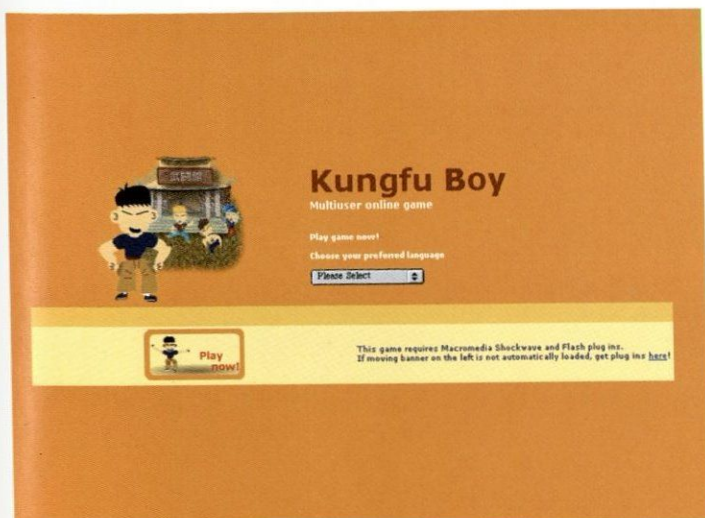 Kungfu Boy
Multiuser online game
Play game now!
Choose your preferred language
Please Select
Play
now!
This game requires Macromedia Shockwave and Flash plug ins.
If moving banner on the left is not automatically loaded, get plug ins here!